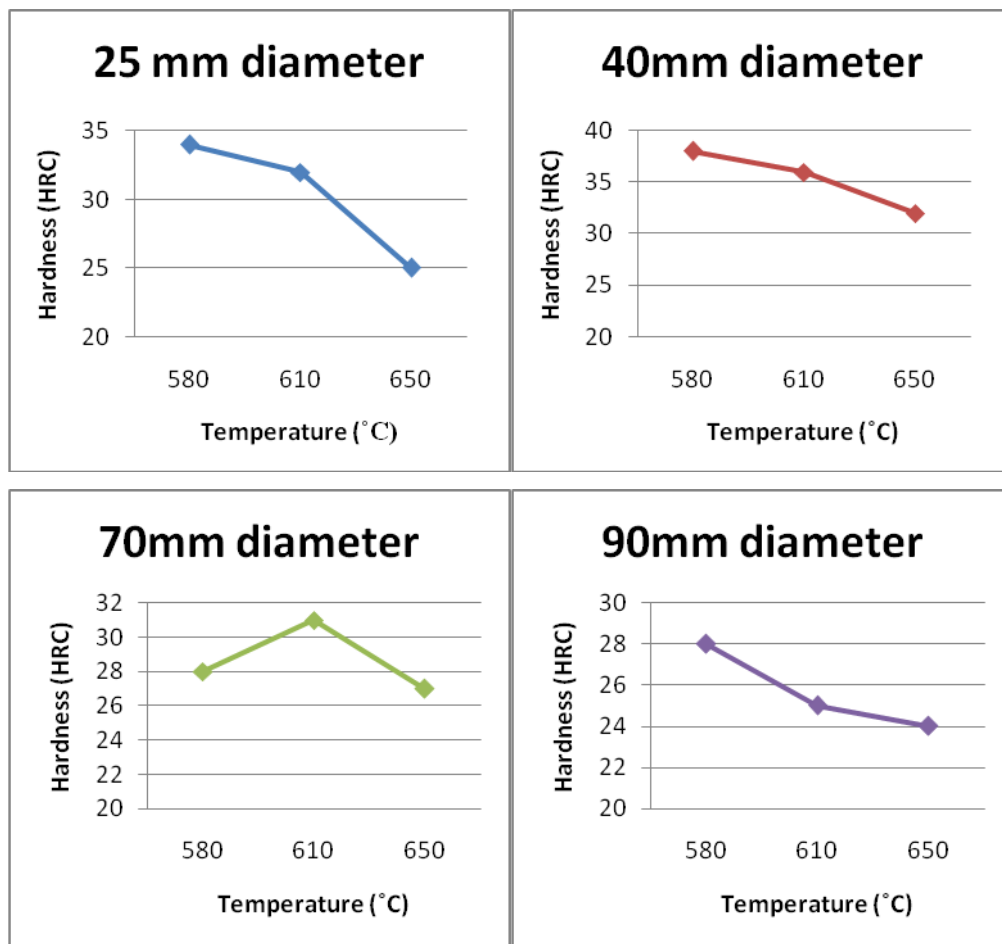 25 mm diameter
Hardness (HRC)
35
30
25
20
580 610 650
Temperature (˚C)
40mm diameter
Hardness (HRC)
40
35
30
25
20
580 610 650
Temperature (˚C)
70mm diameter
Hardness (HRC)
32
30
28
26
24
22
20
580 610 650
Temperature (˚C)
90mm diameter
Hardness (HRC)
30
28
26
24
22
20
580 610 650
Temperature (˚C)